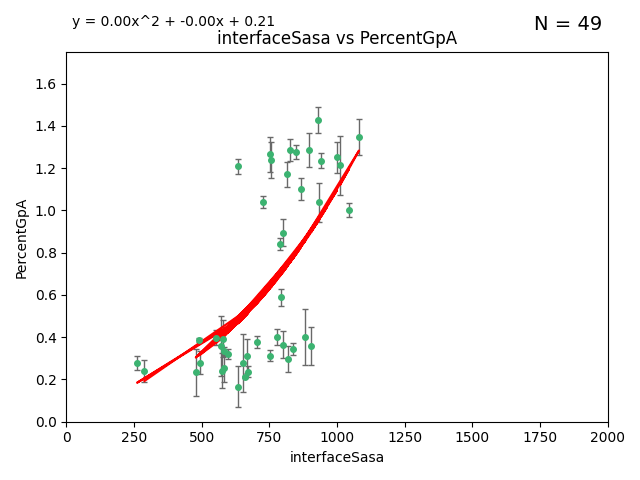 y = 0.00x^2 + -0.00x + 0.21
N = 49
interfaceSasa vs PercentGpA
PercentGpA
1.6
1.4
1.2
1.0
0.8
0.6
0.4
0.2
0.0
0 250 500 750 1000 1250 1500 1750 2000
interfaceSasa